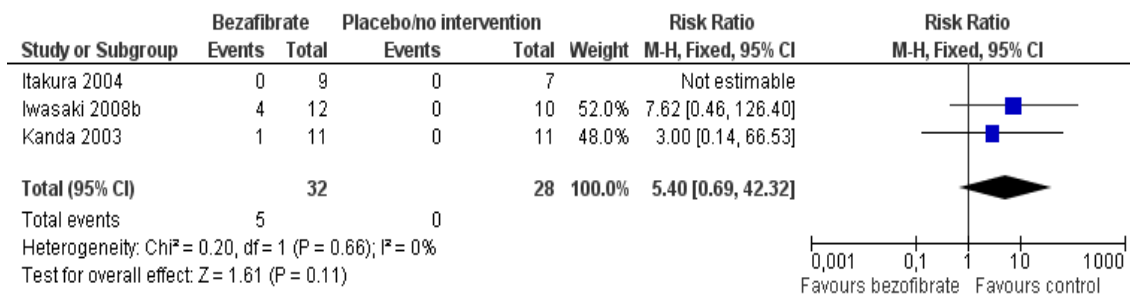 Bezafibrate Placebo/no intervention Risk Ratio Risk Ratio
Study or Subgroup Events Total Events Total Weight M-H, Fixed, 95% CI M-H, Fixed, 95% CI
Itakura 2004 0 9 0 7 Not estimable
Iwasaki 2008b 4 12 0 10 52.0% 7.62 [0.46, 126.40]
Kanda 2003 1 11 0 11 48.0% 3.00 [0.14, 66.53]
Total (95% CI) 32 28 100.0% 5.40 [0.69, 42.32]
Total events 5 0
Heterogeneity: Chi² = 0.20, df = 1 (P = 0.66); I² = 0%
Test for overall effect: Z = 1.61 (P = 0.11)
0,001 0,1 1 10 1000
Favours bezofibrate Favours control